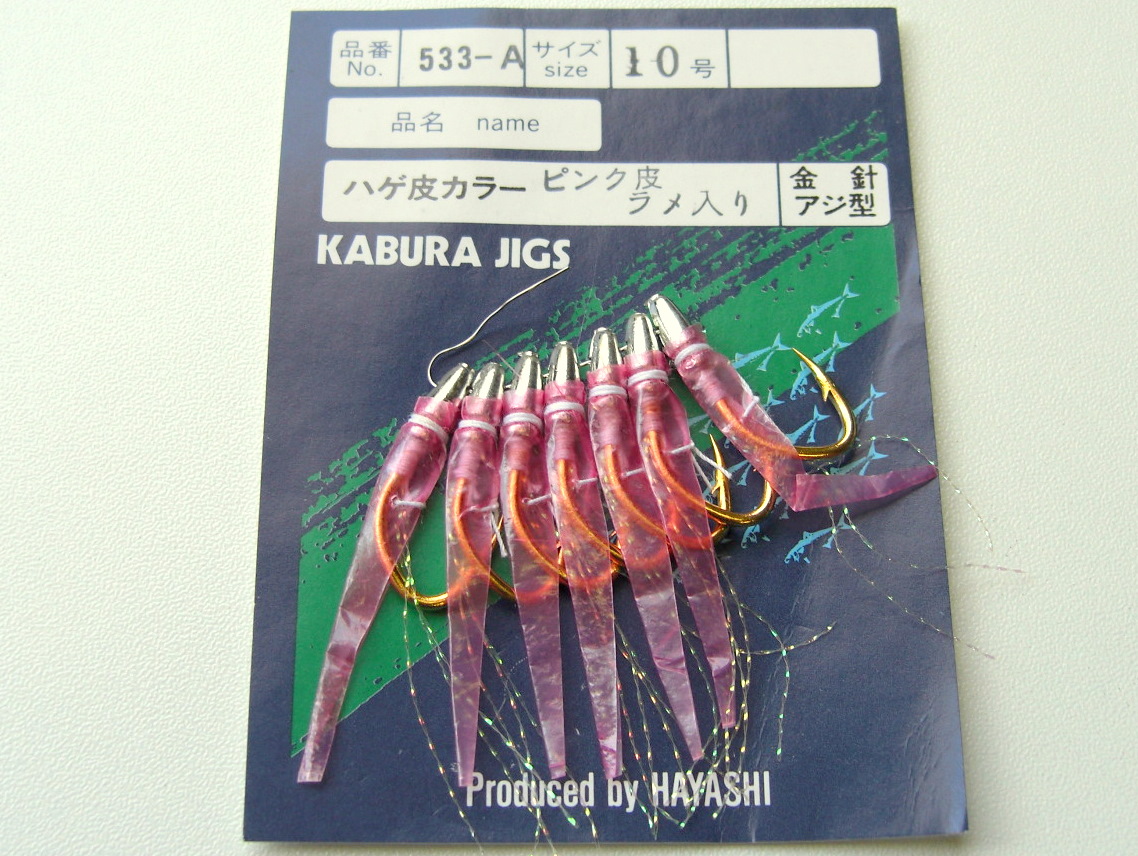 品番 No. 533-A サイズ size 10号
品名 name
ハゲ皮カラー ピンク皮 ラメ入り 金針 アジ型
KABURA JIGS
Produced by HAYASHI